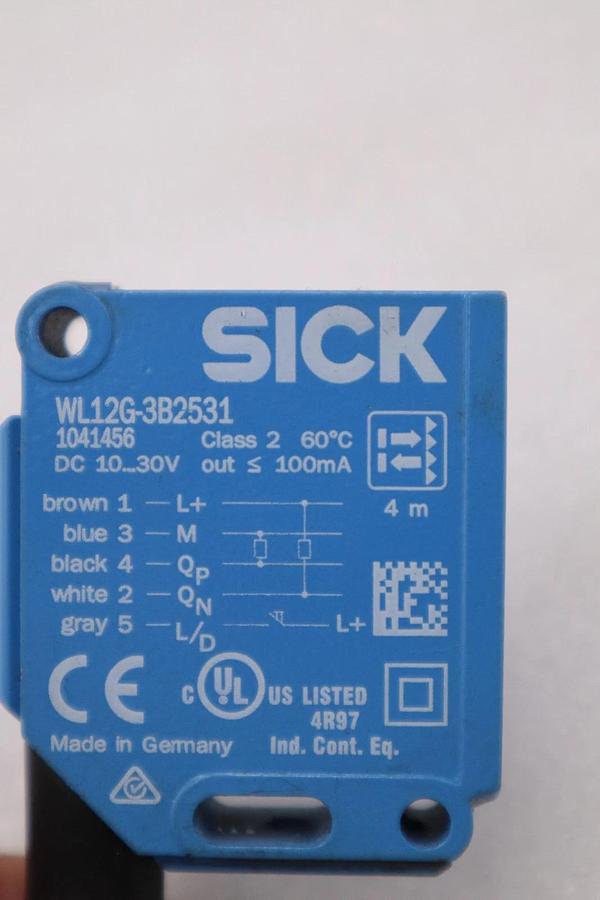 SICK
WL12G-3B2531
1041456 Class 2 60°C
DC 10...30V out ≤ 100mA
4 m
brown 1 — L+
blue 3 — M
black 4 — QP
white 2 — QN
gray 5 — L/D L+
CE
C UL US LISTED
4R97
Made in Germany Ind. Cont. Eq.